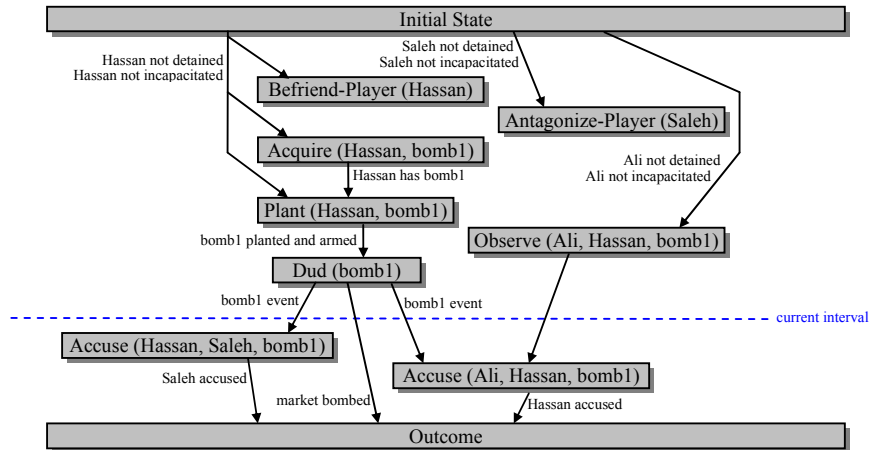 Initial State
Hassan not detained
Hassan not incapacitated
Saleh not detained
Saleh not incapacitated
Befriend-Player (Hassan)
Antagonize-Player (Saleh)
Acquire (Hassan, bomb1)
Ali not detained
Ali not incapacitated
Hassan has bomb1
Plant (Hassan, bomb1)
bomb1 planted and armed
Observe (Ali, Hassan, bomb1)
Dud (bomb1)
bomb1 event
bomb1 event
current interval
Accuse (Hassan, Saleh, bomb1)
Accuse (Ali, Hassan, bomb1)
Saleh accused
market bombed
Hassan accused
Outcome